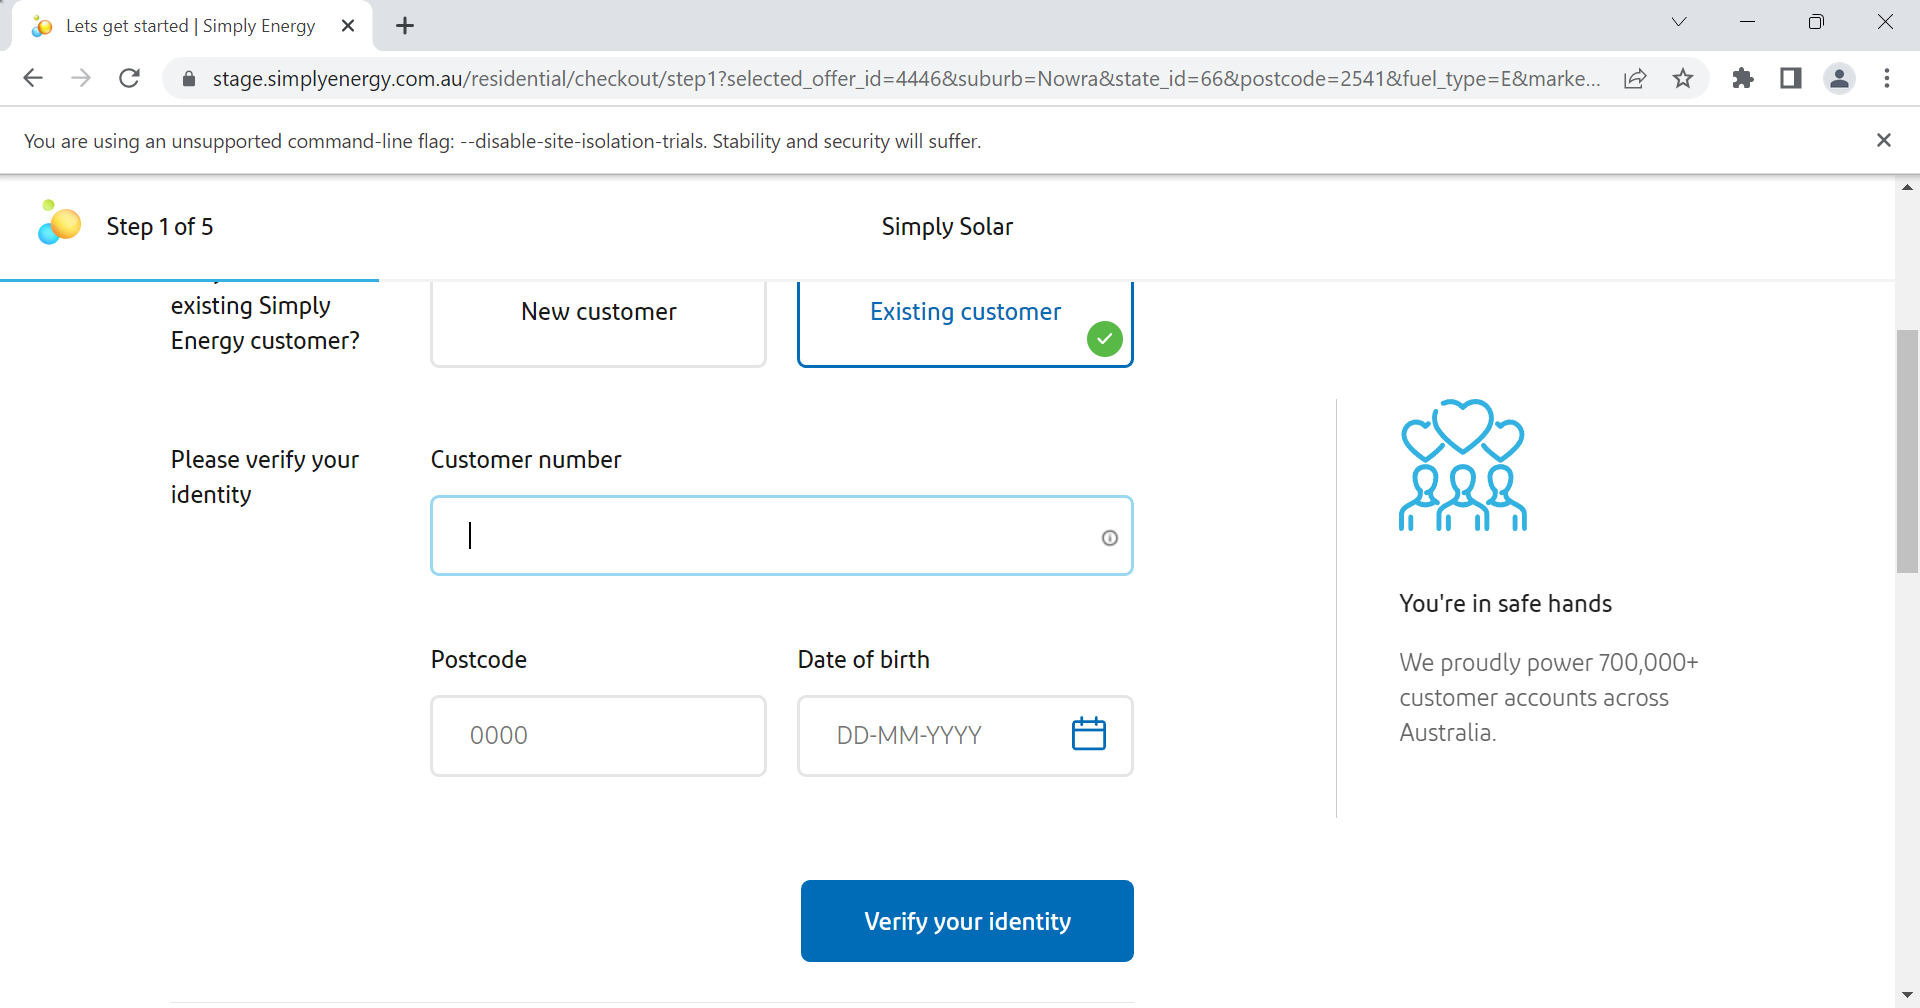 Lets get started | Simply Energy
stage.simplyenergy.com.au/residential/checkout/step1?selected_offer_id=4446&suburb=Nowra&state_id=66&postcode=2541&fuel_type=E&marke...
You are using an unsupported command-line flag: --disable-site-isolation-trials. Stability and security will suffer.
Step 1 of 5
Simply Solar
existing Simply
Energy customer?
New customer
Existing customer
Please verify your
identity
Customer number
Postcode
Date of birth
0000
DD-MM-YYYY
Verify your identity
You're in safe hands
We proudly power 700,000+
customer accounts across
Australia.